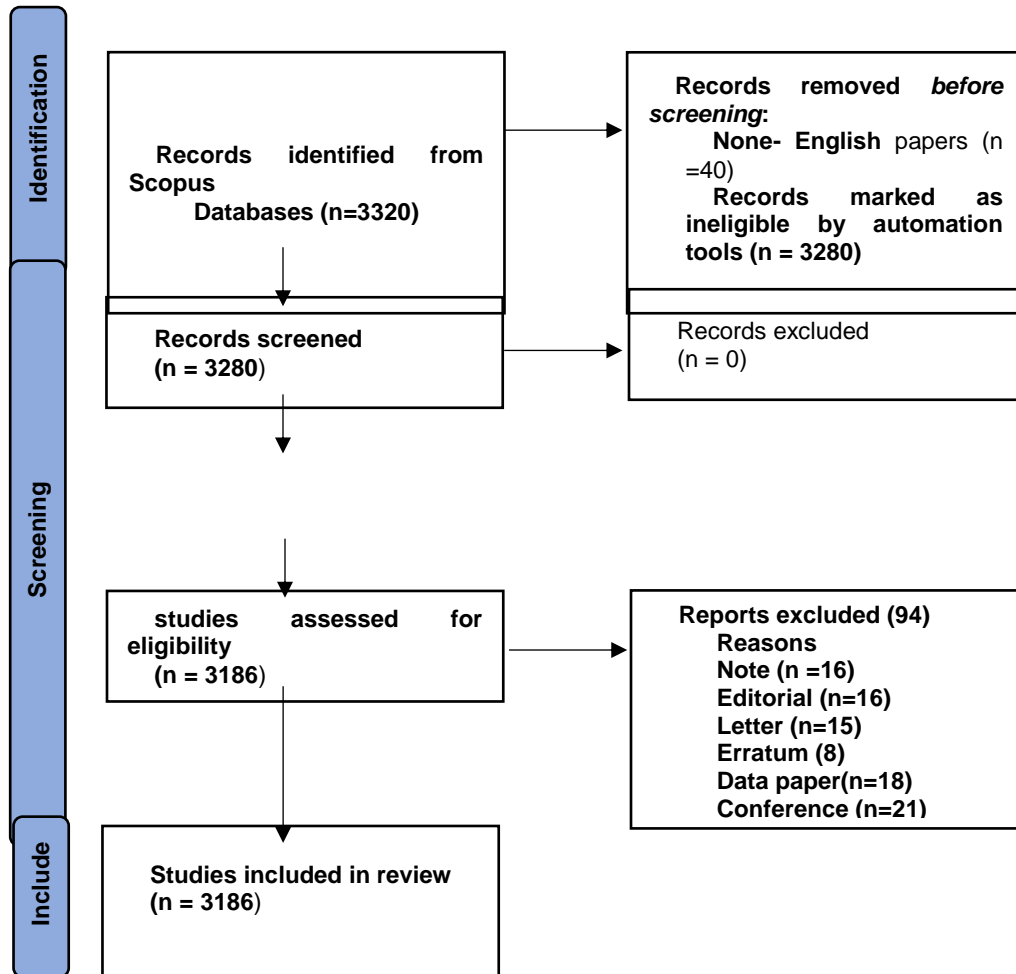 Identification
Records identified from
Scopus
Databases (n=3320)
Records removed before
screening:
None- English papers (n
=40)
Records marked as
ineligible by automation
tools (n = 3280)
Screening
Records screened
(n = 3280)
Records excluded
(n = 0)
studies assessed for
eligibility
(n = 3186)
Reports excluded (94)
Reasons
Note (n =16)
Editorial (n=16)
Letter (n=15)
Erratum (8)
Data paper(n=18)
Conference (n=21)
Include
Studies included in review
(n = 3186)